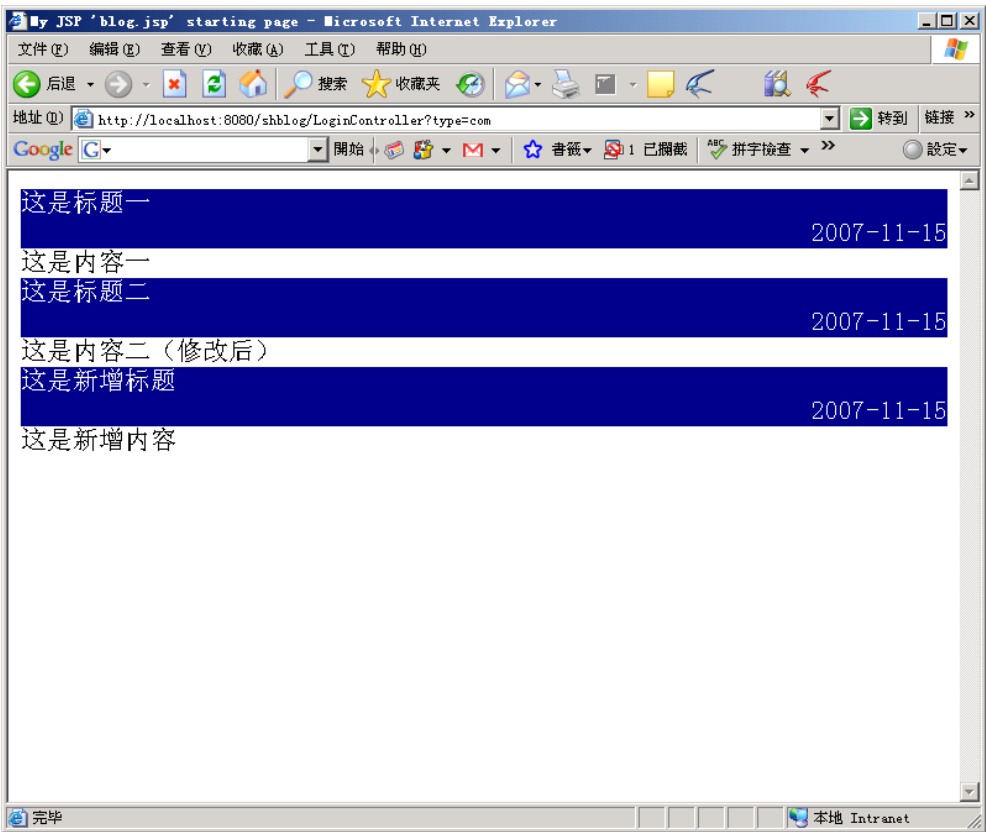 My JSP 'blog.jsp' starting page - Microsoft Internet Explorer
文件(F) 编辑(E) 查看(V) 收藏(A) 工具(T) 帮助(H)
后退 搜索 收藏夹
地址(D) http://localhost:8080/shblog/LoginController?type=com 转到 链接 »
Google G 開始 書籤 1 已攔截 ABC 拼字檢查 » 設定
这是标题一
2007-11-15
这是内容一
这是标题二
2007-11-15
这是内容二（修改后）
这是新增标题
2007-11-15
这是新增内容
完毕 本地 Intranet